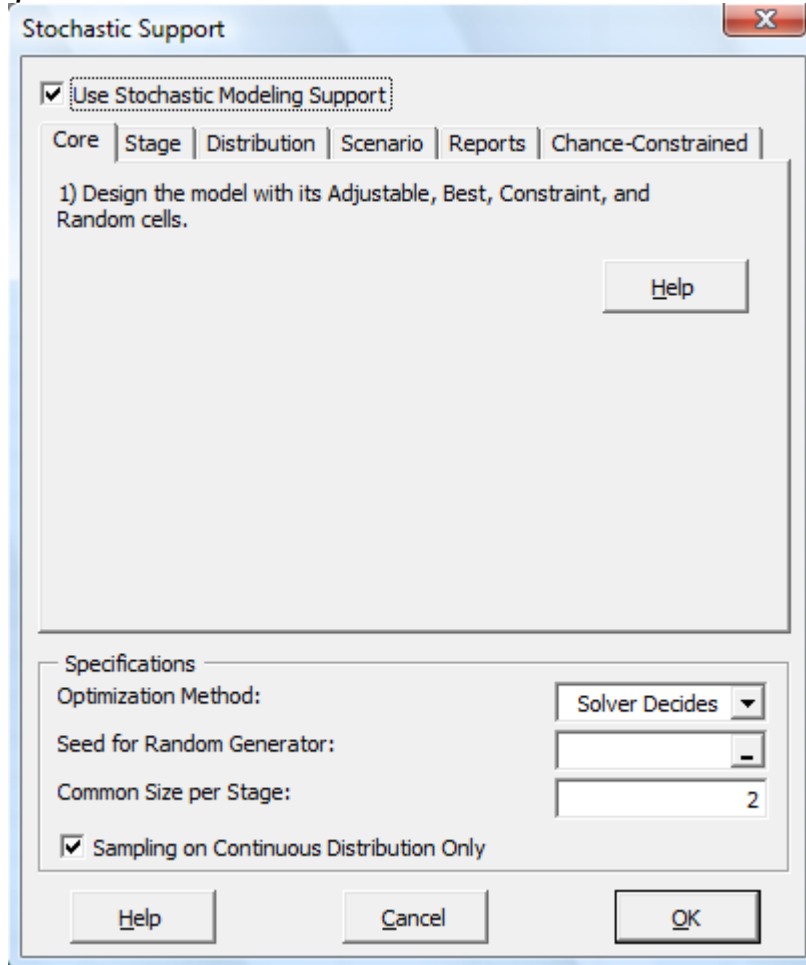 Stochastic Support
Use Stochastic Modeling Support
Core Stage Distribution Scenario Reports Chance-Constrained
1) Design the model with its Adjustable, Best, Constraint, and
Random cells.
Help
Specifications
Optimization Method: Solver Decides
Seed for Random Generator:
Common Size per Stage: 2
Sampling on Continuous Distribution Only
Help Cancel OK